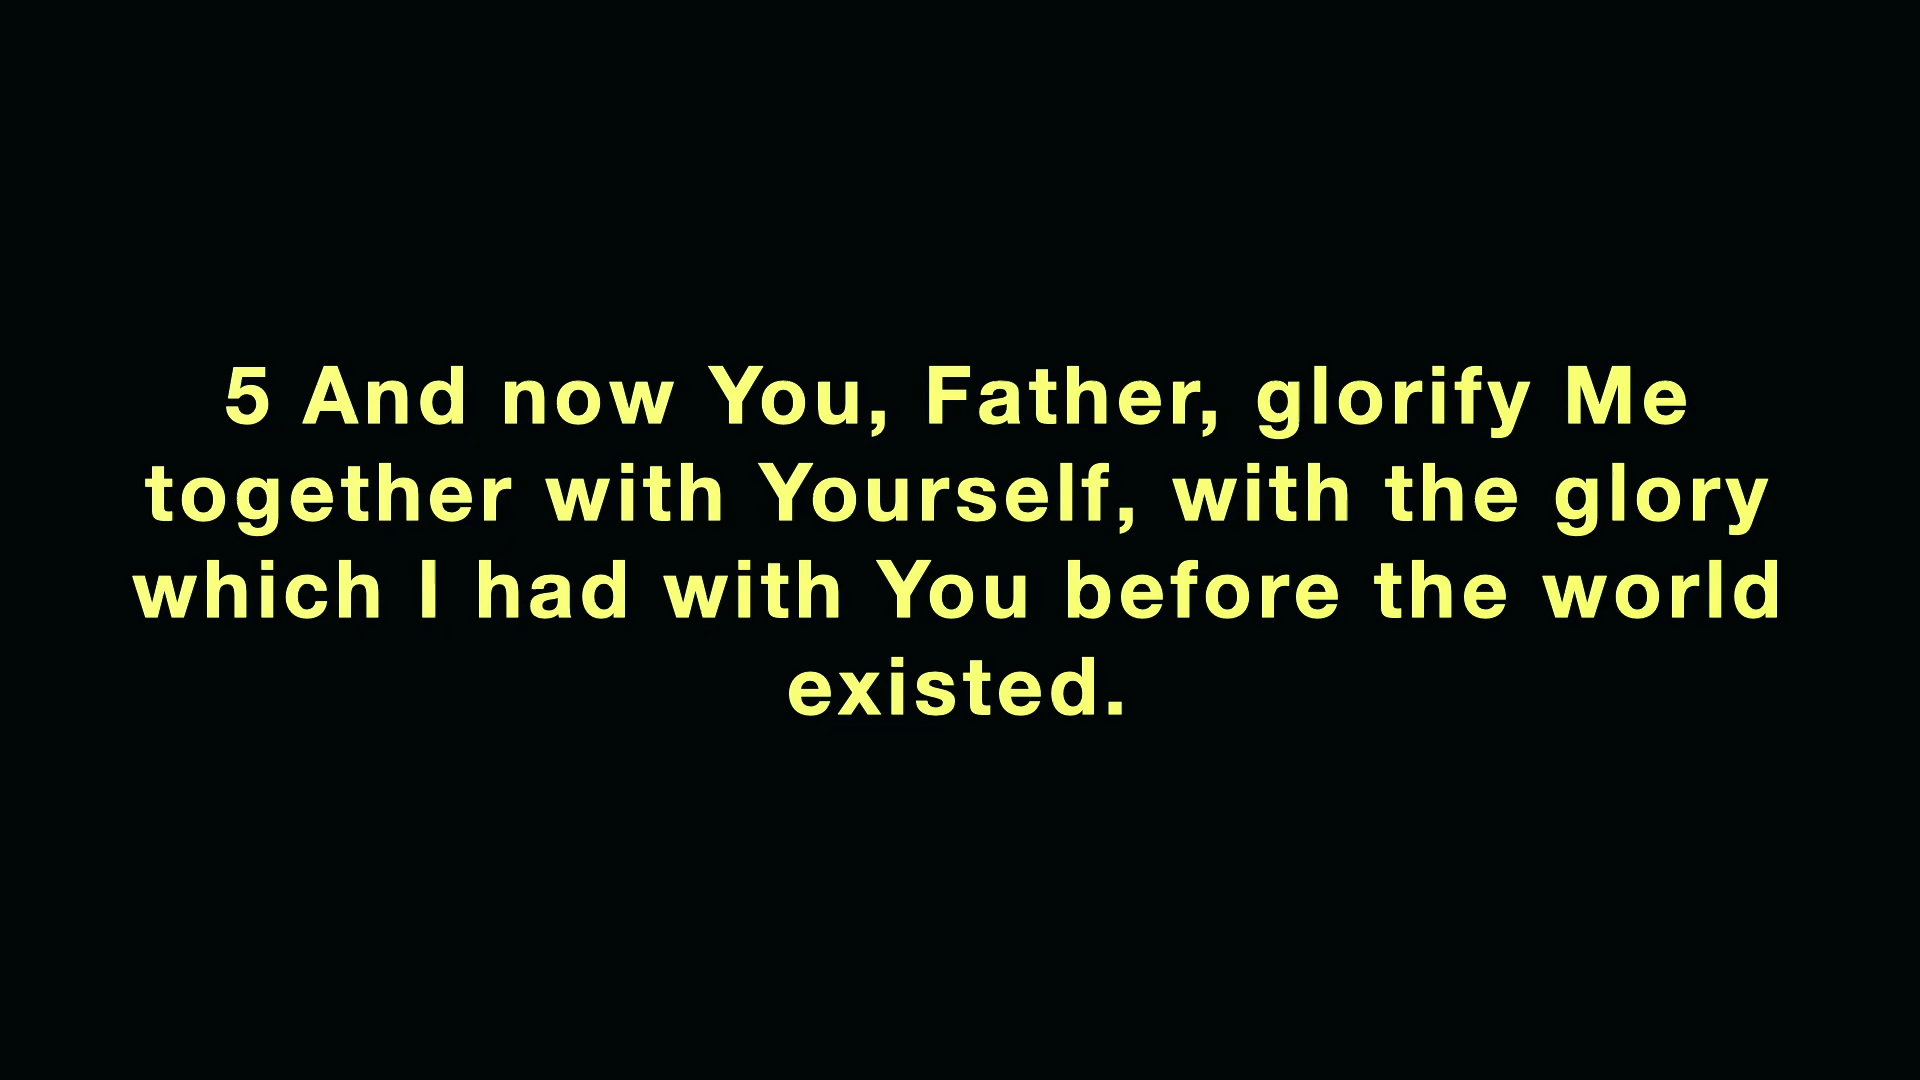 5 And now You, Father, glorify Me
together with Yourself, with the glory
which I had with You before the world
existed.